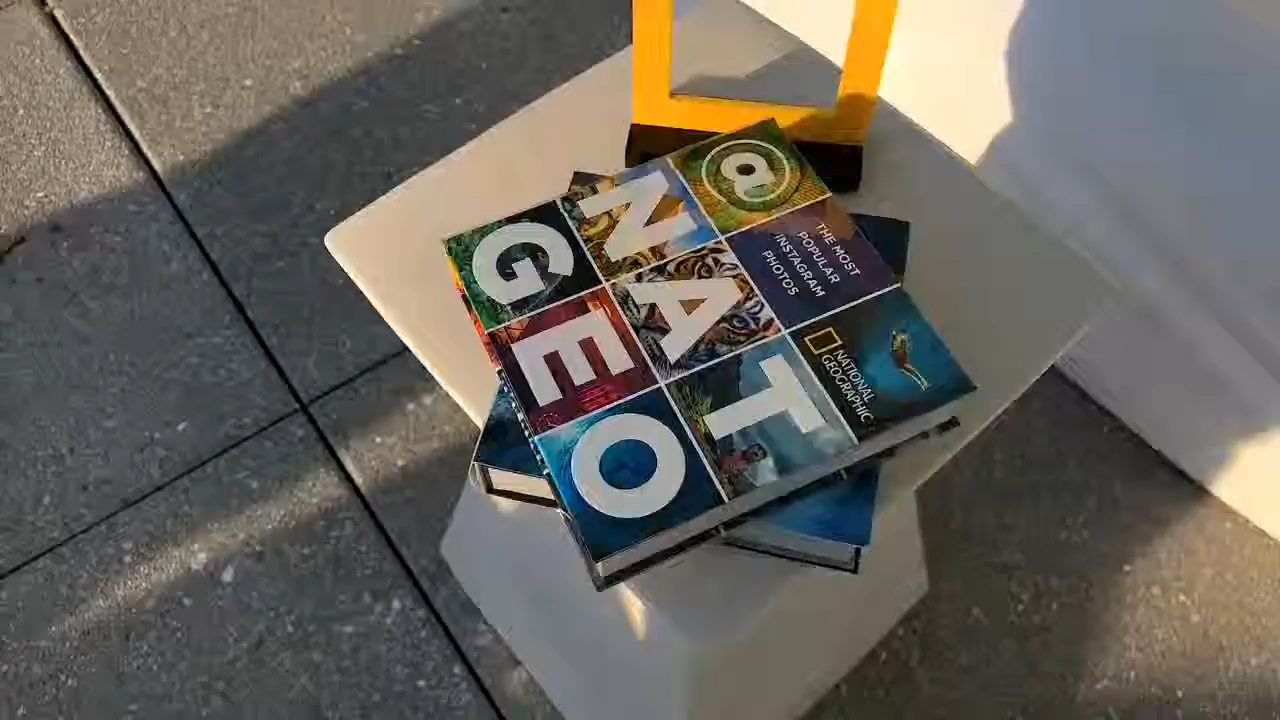 @
NAT
GEO
THE MOST
POPULAR
INSTAGRAM
PHOTOS
NATIONAL
GEOGRAPHIC